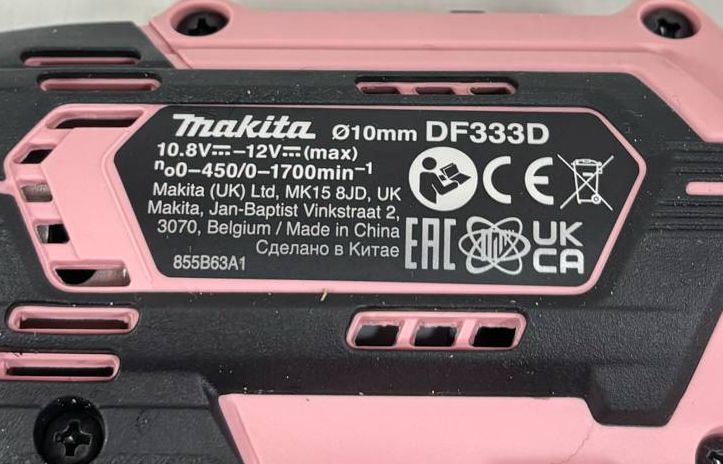 makita Ø10mm DF333D
10.8V⎓–12V⎓(max)
no0-450/0-1700min-1
Makita (UK) Ltd, MK15 8JD, UK
Makita, Jan-Baptist Vinkstraat 2,
3070, Belgium / Made in China
Сделано в Китае
855B63A1
CE
EAC
UK
CA